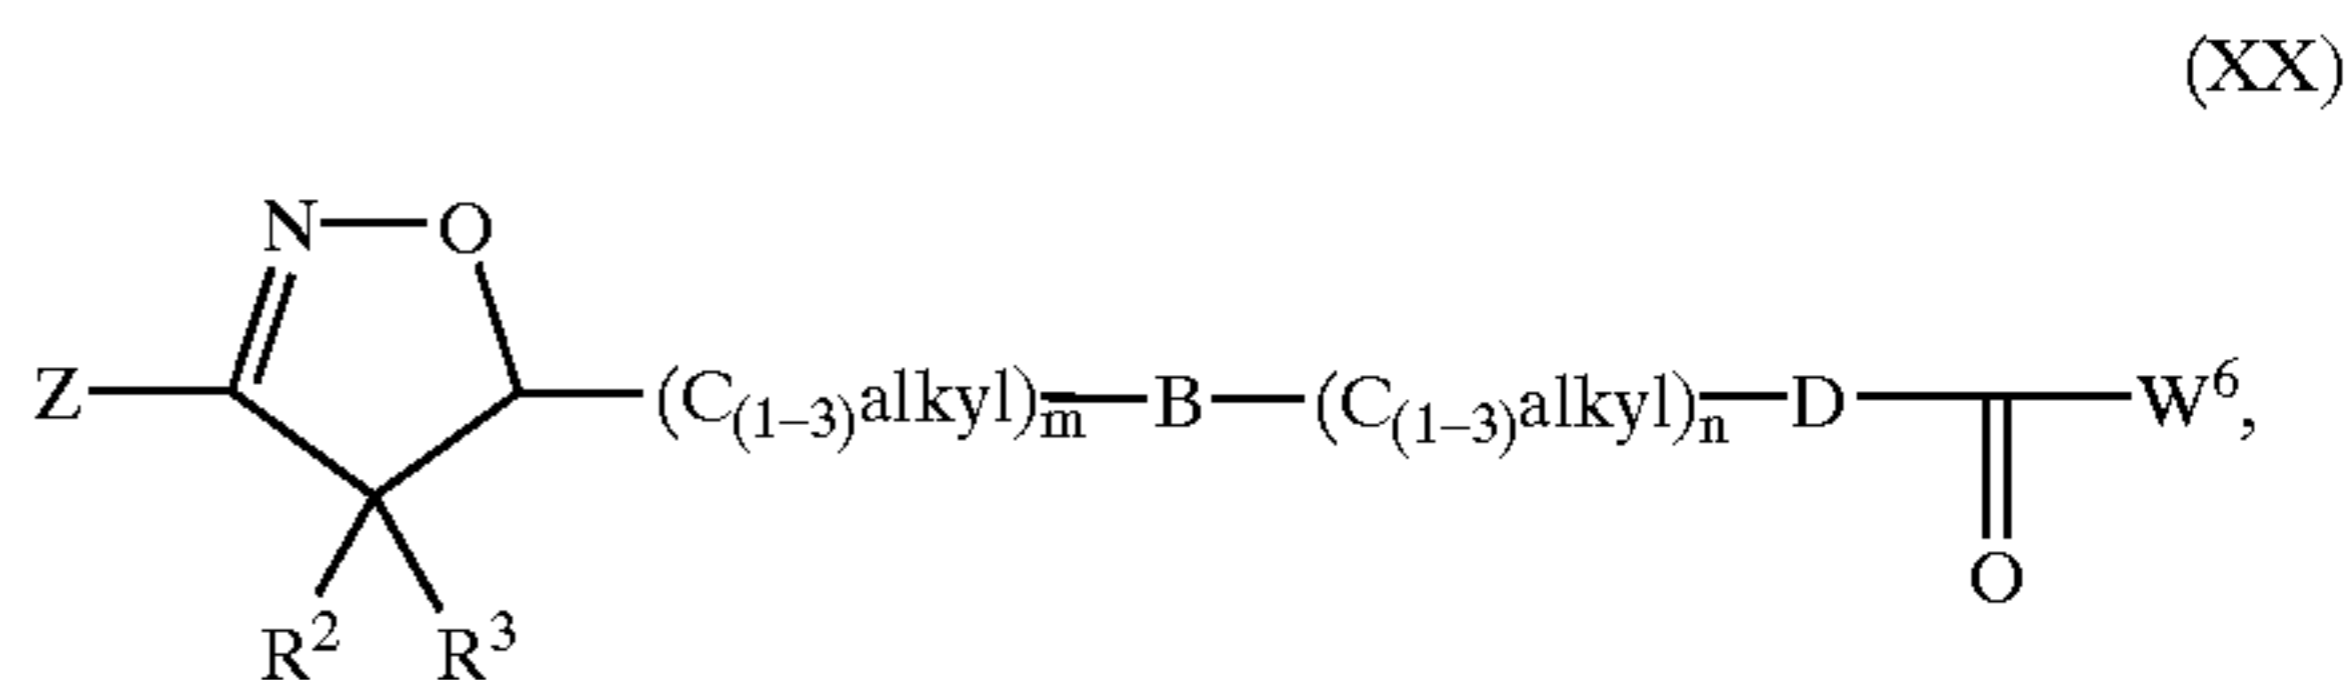 (XX)
N—O
Z (C(1–3)alkyl)m—B—(C(1–3)alkyl)n—D W⁶,
O
R² R³